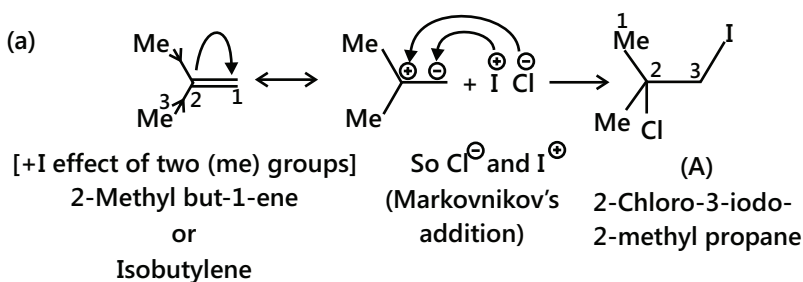 (a)
Me
3
Me
2
1
Me
Me
⊕
⊖
+
⊕
I
⊖
Cl
1
Me
2
3
I
Me
Cl
[+I effect of two (me) groups]
2-Methyl but-1-ene
or
Isobutylene
So Cl⊖ and I⊕
(Markovnikov's
addition)
(A)
2-Chloro-3-iodo-
2-methyl propane